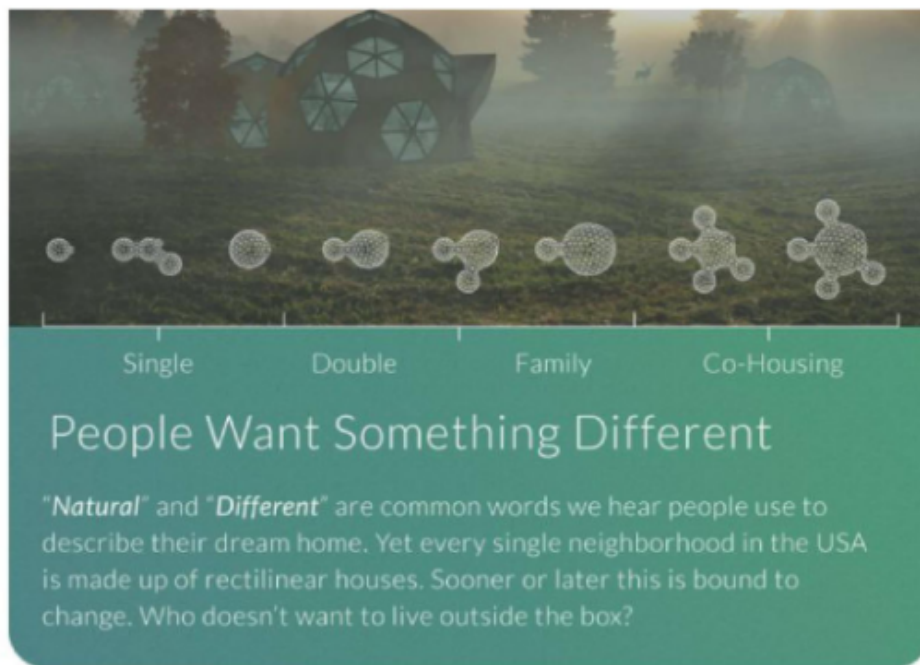 Single Double Family Co-Housing
People Want Something Different
“Natural” and “Different” are common words we hear people use to
describe their dream home. Yet every single neighborhood in the USA
is made up of rectilinear houses. Sooner or later this is bound to
change. Who doesn’t want to live outside the box?